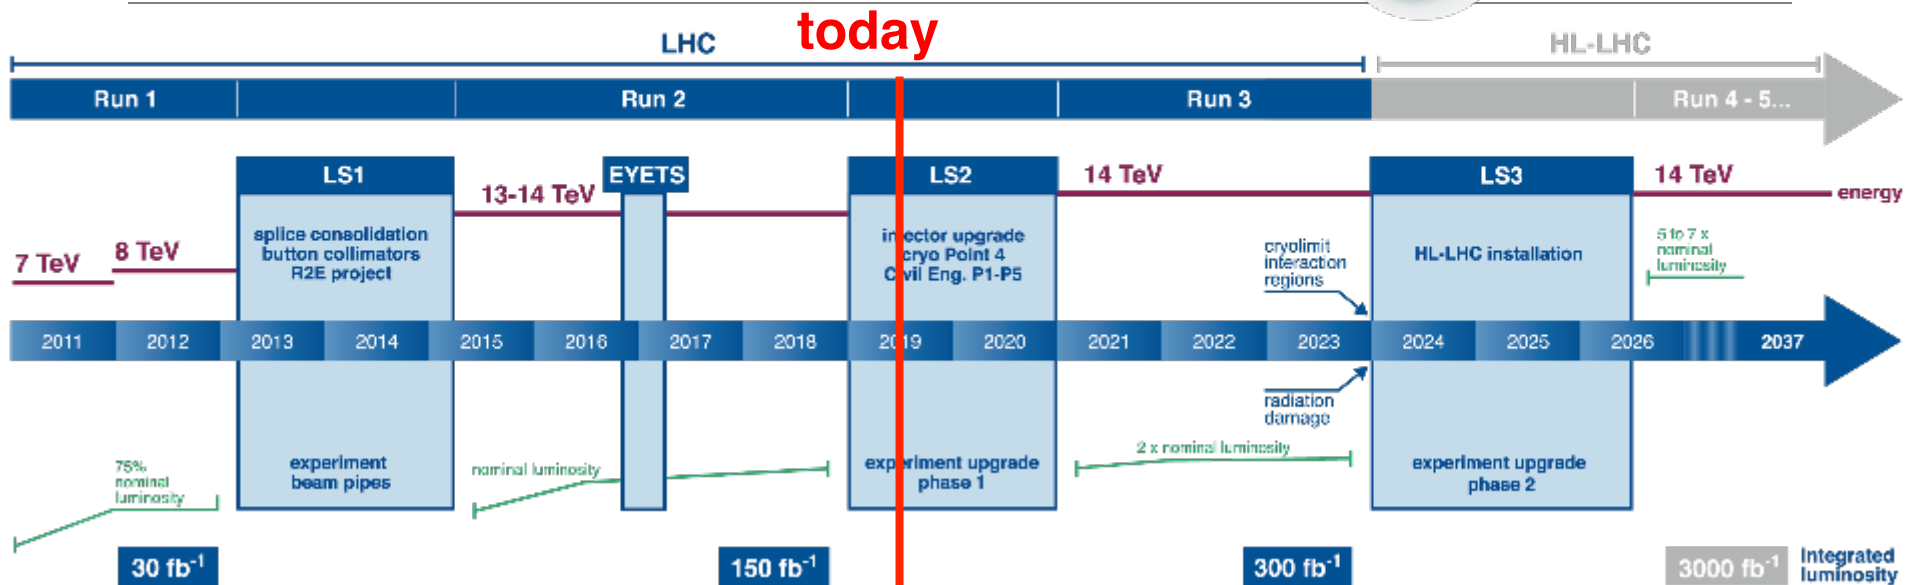 today
LHC
HL-LHC
Run 1
Run 2
Run 3
Run 4 - 5...
LS1
EYETS
LS2
14 TeV
LS3
14 TeV
energy
13-14 TeV
splice consolidation
button collimators
R2E project
injector upgrade
cryo Point 4
Civil Eng. P1-P5
cryolimit
interaction
regions
HL-LHC installation
5 to 7 x
nominal
luminosity
7 TeV
8 TeV
2011
2012
2013
2014
2015
2016
2017
2018
2019
2020
2021
2022
2023
2024
2025
2026
2037
radiation
damage
75%
nominal
luminosity
experiment
beam pipes
nominal luminosity
experiment upgrade
phase 1
2 x nominal luminosity
experiment upgrade
phase 2
30 fb⁻¹
150 fb⁻¹
300 fb⁻¹
3000 fb⁻¹
Integrated
luminosity